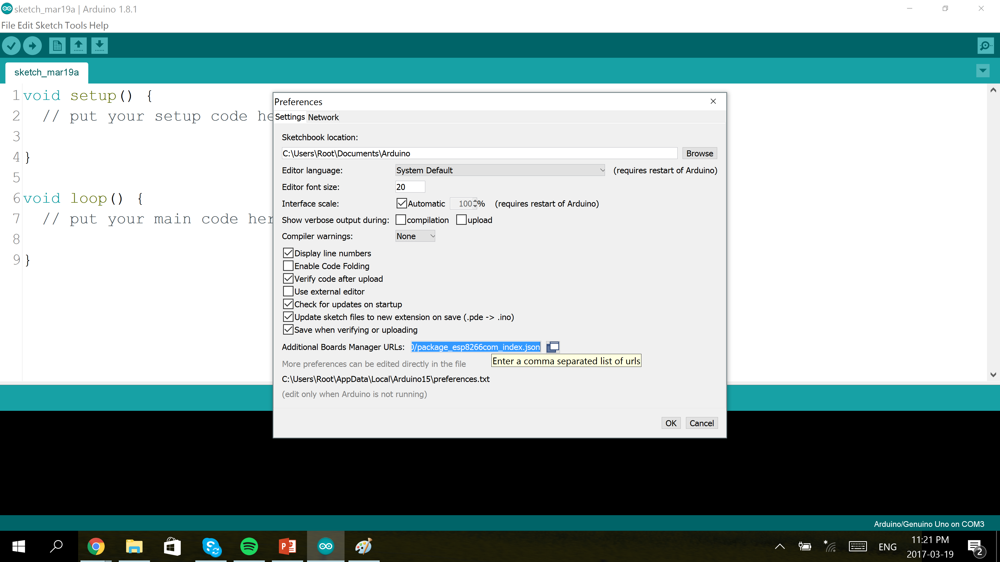 sketch_mar19a | Arduino 1.8.1
File Edit Sketch Tools Help
sketch_mar19a
1 void setup() {
2 // put your setup code he
3
4 }
5
6 void loop() {
7 // put your main code her
8
9 }
Preferences
Settings Network
Sketchbook location:
C:\Users\Root\Documents\Arduino Browse
Editor language: System Default (requires restart of Arduino)
Editor font size: 20
Interface scale: Automatic 100 % (requires restart of Arduino)
Show verbose output during: compilation upload
Compiler warnings: None
Display line numbers
Enable Code Folding
Verify code after upload
Use external editor
Check for updates on startup
Update sketch files to new extension on save (.pde -> .ino)
Save when verifying or uploading
Additional Boards Manager URLs: /package_esp8266com_index.json
Enter a comma separated list of urls
More preferences can be edited directly in the file
C:\Users\Root\AppData\Local\Arduino15\preferences.txt
(edit only when Arduino is not running)
OK Cancel
Arduino/Genuino Uno on COM3
ENG
11:21 PM
2017-03-19
2